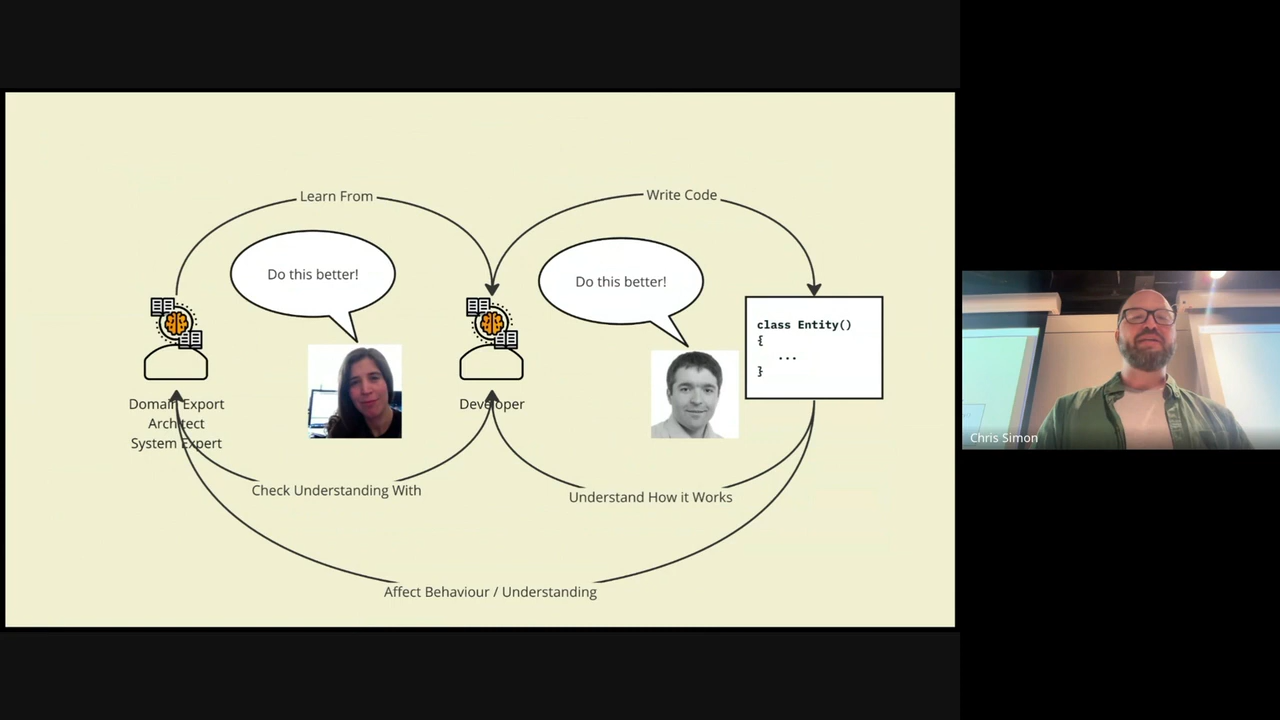 Learn From
Write Code
Do this better!
Do this better!
class Entity()
{
...
}
Domain Export
Architect
System Expert
Developer
Chris Simon
Check Understanding With
Understand How it Works
Affect Behaviour / Understanding